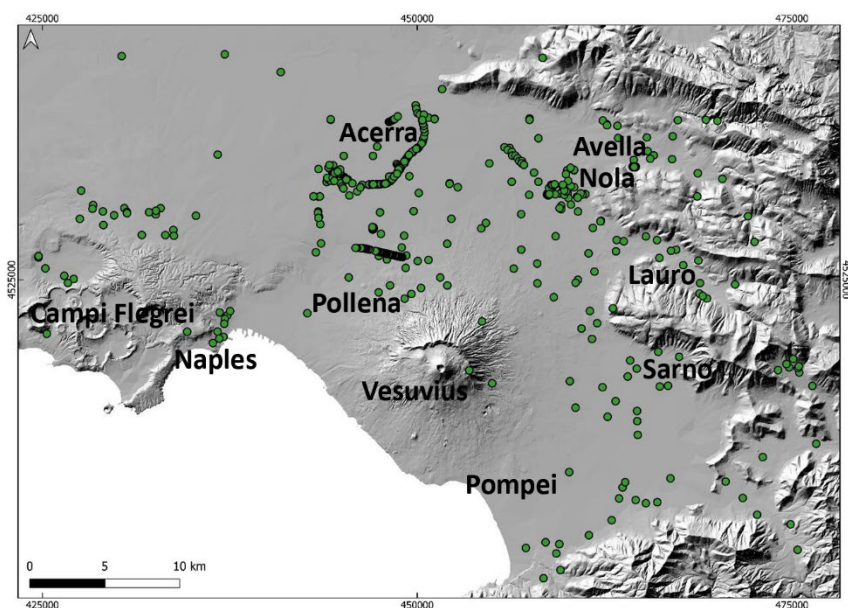 425000 450000 475000
Acerra
Avella
Nola
4525000 4525000
Lauro
Pollena
Campi Flegrei
Naples
Sarno
Vesuvius
Pompei
0 5 10 km
425000 450000 475000